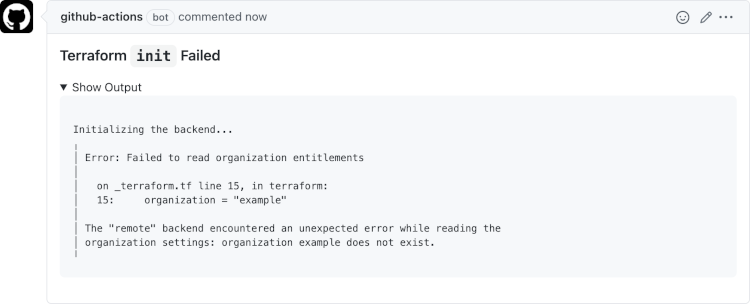 github-actions bot commented now
Terraform init Failed
▼ Show Output
Initializing the backend...
Error: Failed to read organization entitlements
on _terraform.tf line 15, in terraform:
15:     organization = "example"
The "remote" backend encountered an unexpected error while reading the
organization settings: organization example does not exist.